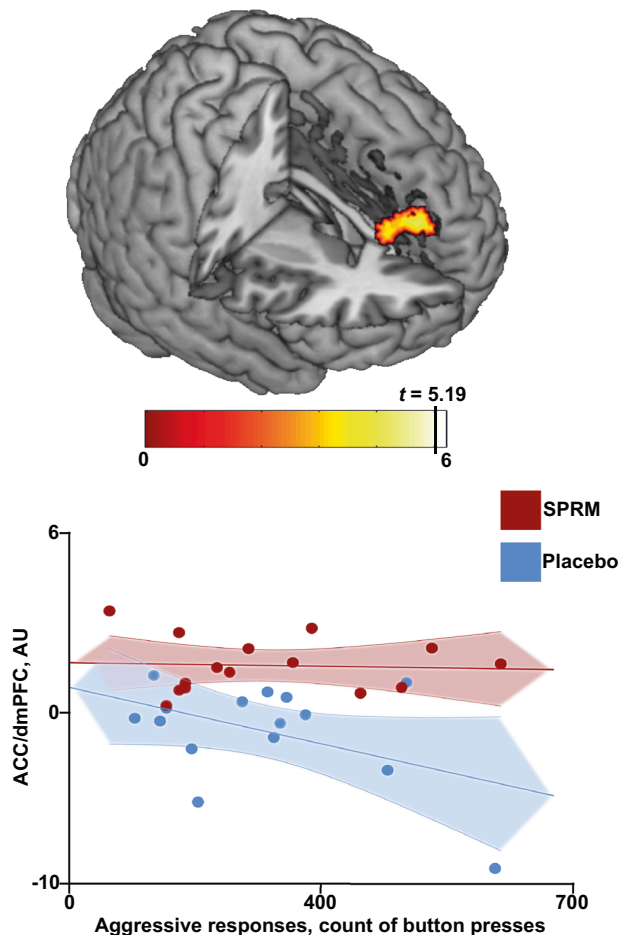 t = 5.19
0
6
SPRM
Placebo
6
0
-10
ACC/dmPFC, AU
0
400
700
Aggressive responses, count of button presses